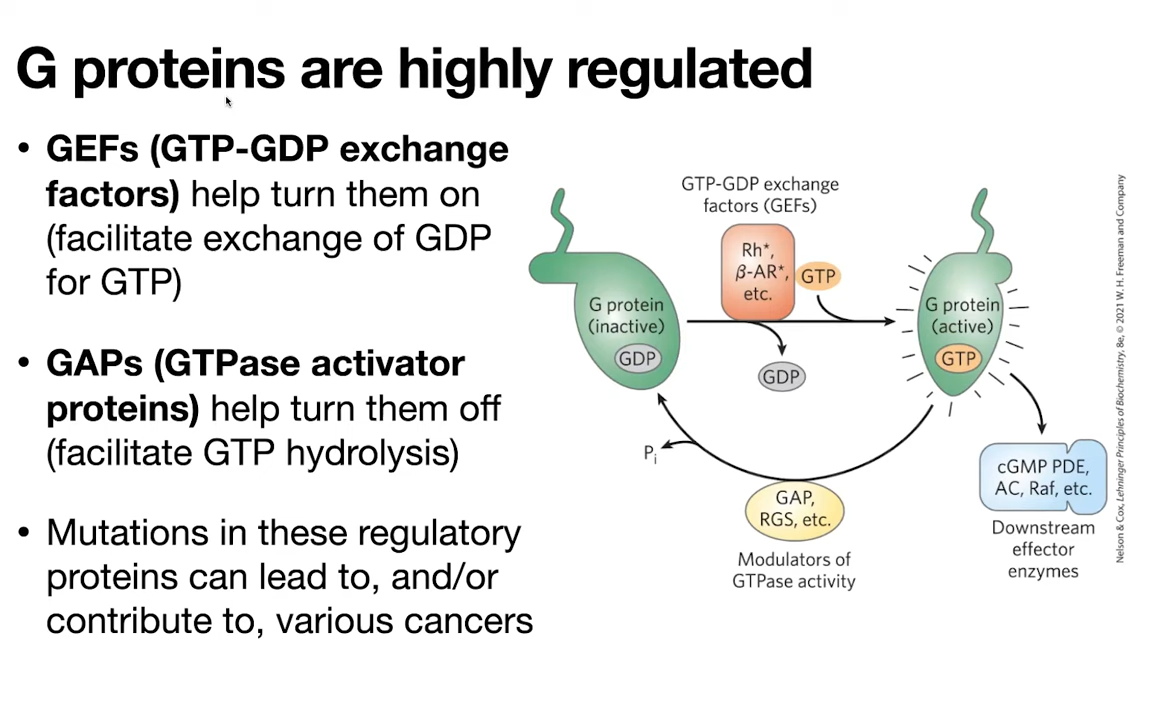 G proteins are highly regulated
• GEFs (GTP-GDP exchange
factors) help turn them on
(facilitate exchange of GDP
for GTP)
• GAPs (GTPase activator
proteins) help turn them off
(facilitate GTP hydrolysis)
• Mutations in these regulatory
proteins can lead to, and/or
contribute to, various cancers
GTP-GDP exchange
factors (GEFs)
Rh*,
β-AR*,
etc.
GTP
G protein
(inactive)
GDP
GDP
G protein
(active)
GTP
Pi
GAP,
RGS, etc.
Modulators of
GTPase activity
cGMP PDE,
AC, Raf, etc.
Downstream
effector
enzymes
Nelson & Cox, Lehninger Principles of Biochemistry, 8e, © 2021 W. H. Freeman and Company